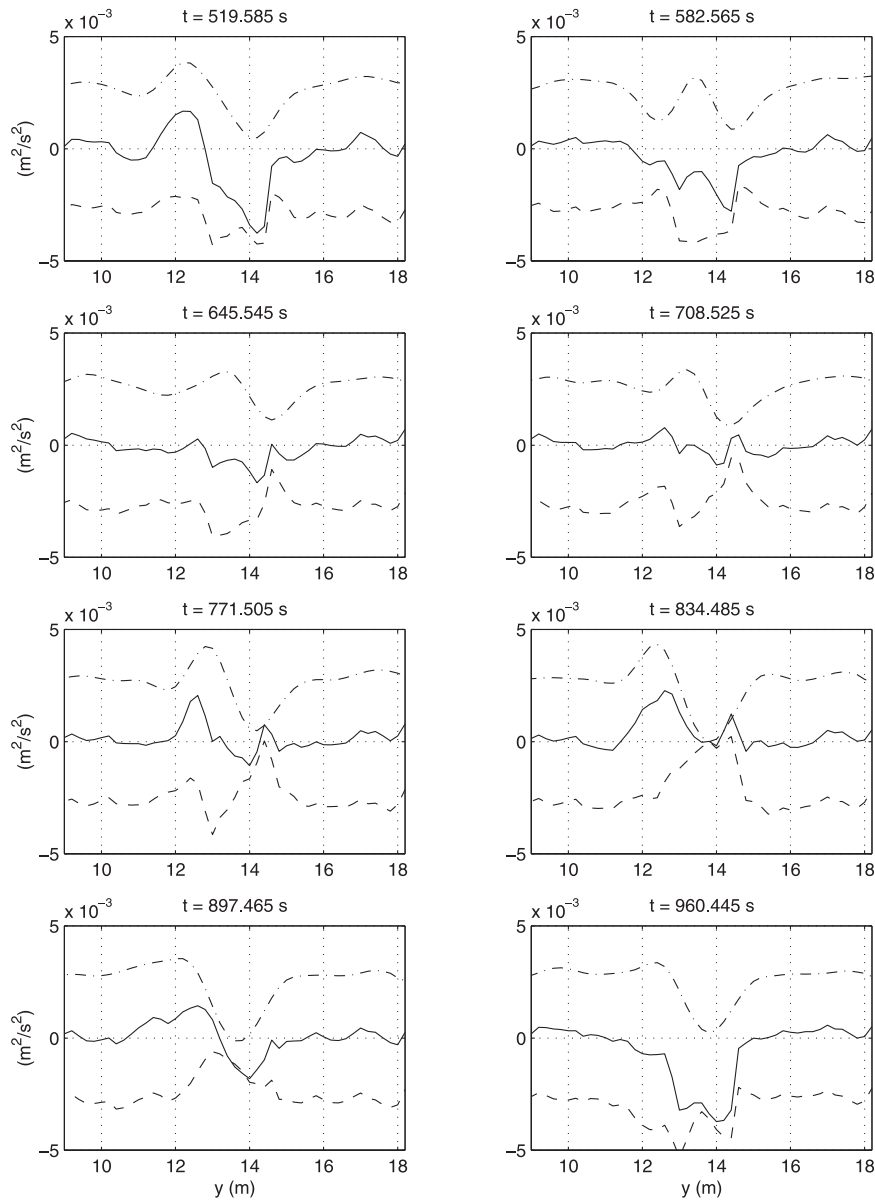 x 10⁻³
t = 519.585 s
5
0
−5
(m²/s²)
10 12 14 16 18
x 10⁻³
t = 582.565 s
5
0
−5
(m²/s²)
10 12 14 16 18
x 10⁻³
t = 645.545 s
5
0
−5
(m²/s²)
10 12 14 16 18
x 10⁻³
t = 708.525 s
5
0
−5
10 12 14 16 18
x 10⁻³
t = 771.505 s
5
0
−5
(m²/s²)
10 12 14 16 18
x 10⁻³
t = 834.485 s
5
0
−5
10 12 14 16 18
x 10⁻³
t = 897.465 s
5
0
−5
(m²/s²)
10 12 14 16 18
y (m)
x 10⁻³
t = 960.445 s
5
0
−5
10 12 14 16 18
y (m)